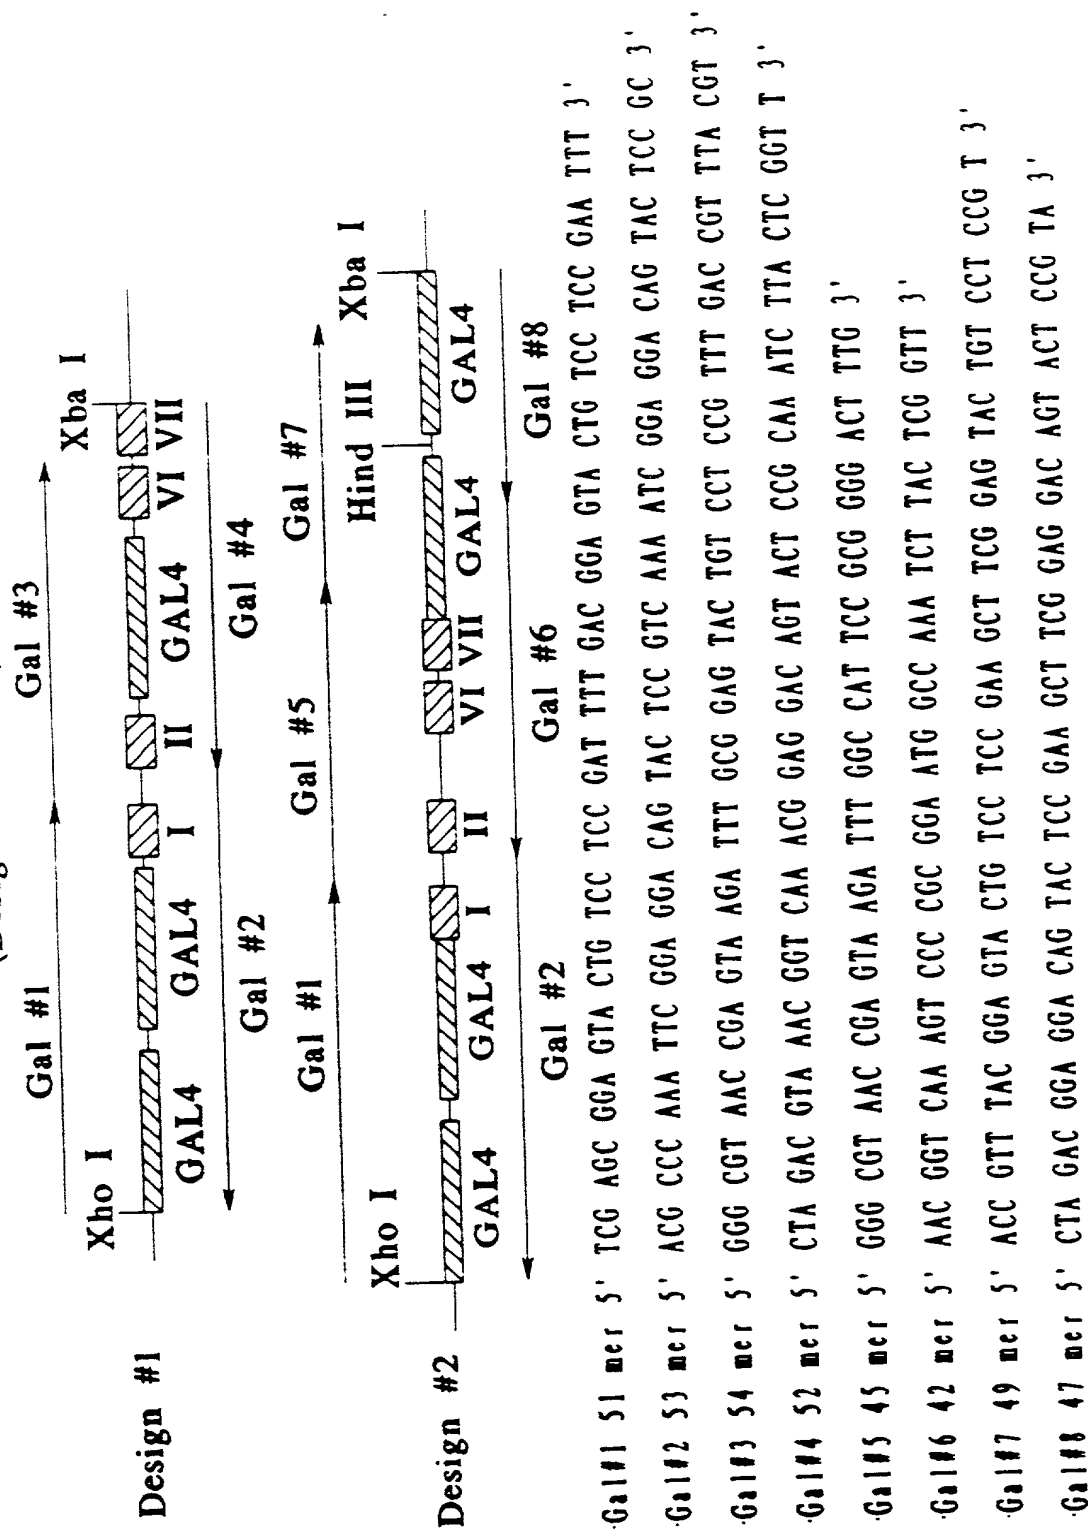 Gal #1 Gal #3
Xho I Xba I
Design #1
GAL4 GAL4 I II GAL4 VI VII
Gal #2 Gal #4
Gal #1 Gal #5 Gal #7
Xho I Hind III Xba I
Design #2
GAL4 GAL4 I II VI VII GAL4 GAL4
Gal #2 Gal #6 Gal #8
Gal#1 51 mer 5' TCG AGC GGA GTA CTG TCC TCC GAT TTT GAC GGA GTA CTG TCC TCC GAA TTT 3'
Gal#2 53 mer 5' ACG CCC AAA TTC GGA GGA CAG TAC TCC GTC AAA ATC GGA GGA CAG TAC TCC GC 3'
Gal#3 54 mer 5' GGG CGT AAC CGA GTA AGA TTT GCG GAG TAC TGT CCT CCG TTT GAC CGT TTA CGT 3'
Gal#4 52 mer 5' CTA GAC GTA AAC GGT CAA ACG GAG GAC AGT ACT CCG CAA ATC TTA CTC GGT T 3'
Gal#5 45 mer 5' GGG CGT AAC CGA GTA AGA TTT GGC CAT TCC GCG GGG ACT TTG 3'
Gal#6 42 mer 5' AAC GGT CAA AGT CCC CGC GGA ATG GCC AAA TCT TAC TCG GTT 3'
Gal#7 49 mer 5' ACC GTT TAC GGA GTA CTG TCC TCC GAA GCT TCG GAG TAC TGT CCT CCG T 3'
Gal#8 47 mer 5' CTA GAC GGA GGA CAG TAC TCC GAA GCT TCG GAG GAC AGT ACT CCG TA 3'